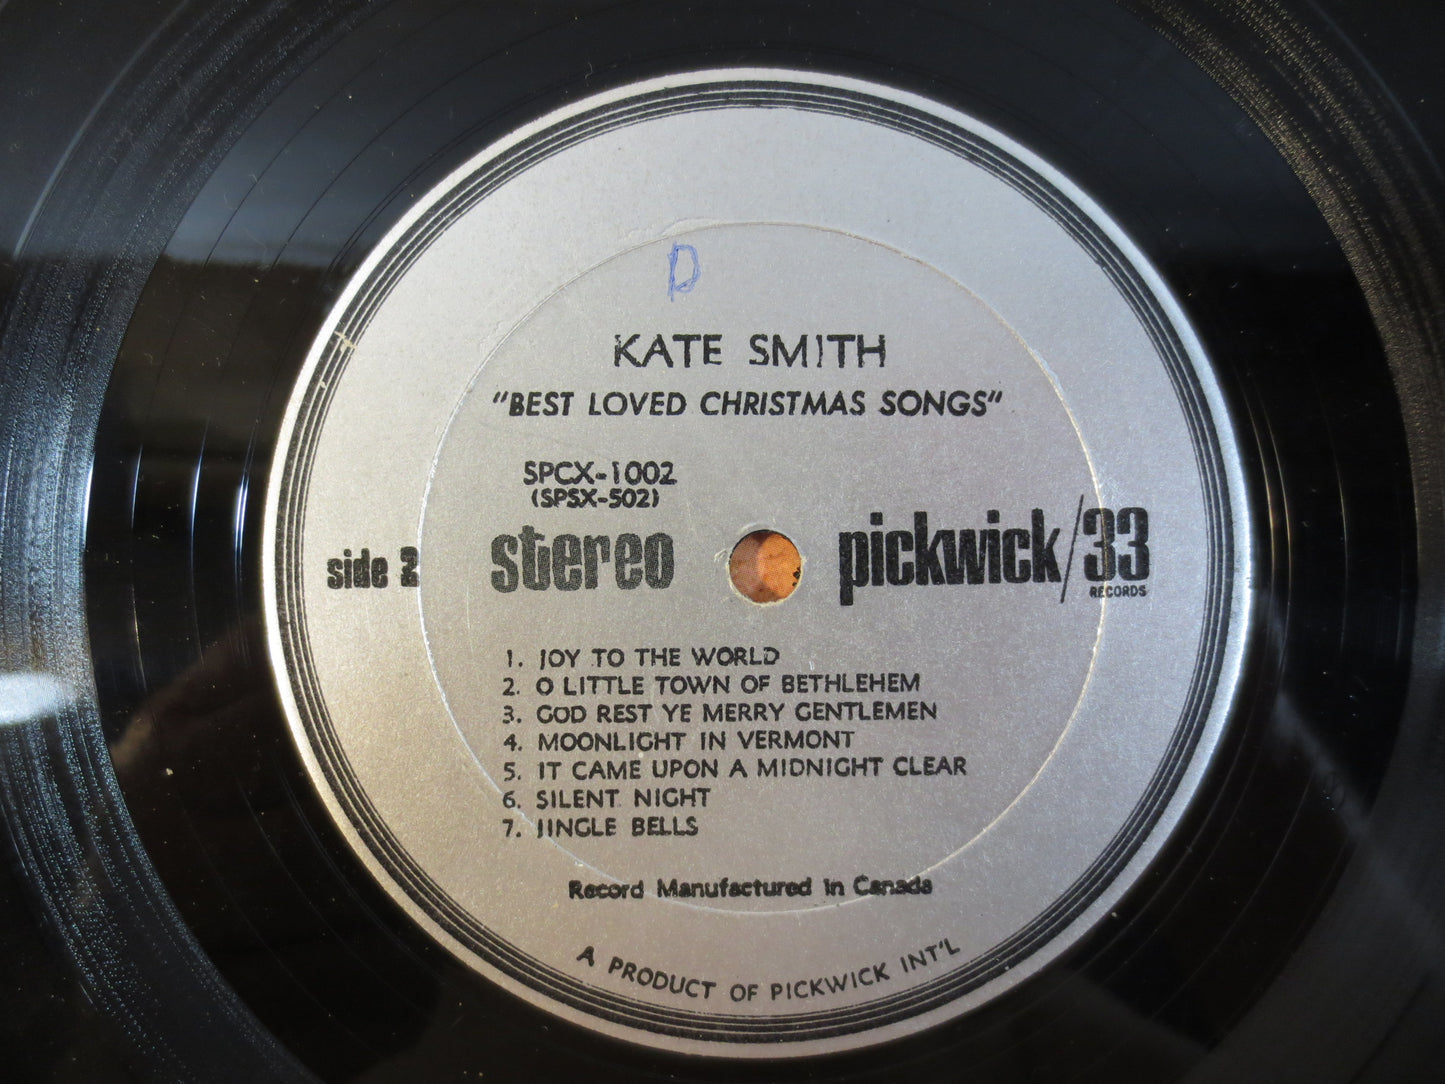 D
KATE SMITH
"BEST LOVED CHRISTMAS SONGS"
SPCX-1002
(SPSX-502)
side 2
stereo
pickwick/33
RECORDS
1. JOY TO THE WORLD
2. O LITTLE TOWN OF BETHLEHEM
3. GOD REST YE MERRY GENTLEMEN
4. MOONLIGHT IN VERMONT
5. IT CAME UPON A MIDNIGHT CLEAR
6. SILENT NIGHT
7. JINGLE BELLS
Record Manufactured in Canada
A PRODUCT OF PICKWICK INT'L